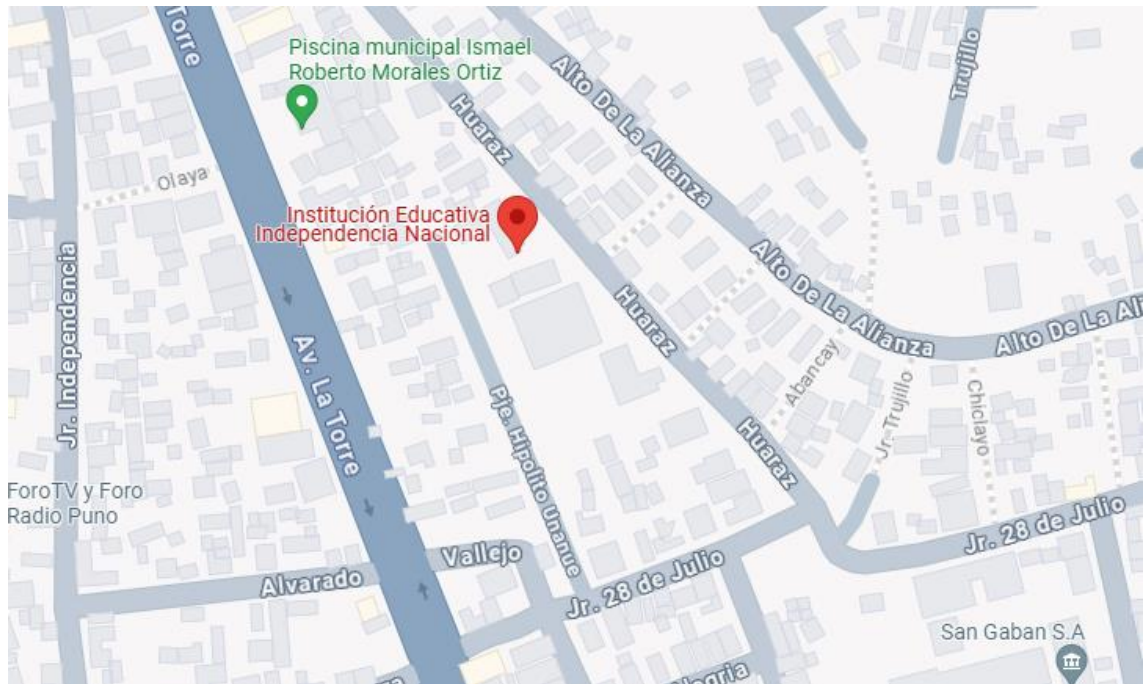 Torre
Piscina municipal Ismael
Roberto Morales Ortiz
Huaraz
Alto De La Alianza
Trujillo
Olaya
Institución Educativa
Independencia Nacional
Jr. Independencia
Av. La Torre
Huaraz
Alto De La Alianza
Alto De La Ali
Abancay
Jr. Trujillo
Chiclayo
Pje. Hipolito Unanue
Huaraz
ForoTV y Foro
Radio Puno
Alvarado
Vallejo
Jr. 28 de Julio
Jr. 28 de Julio
San Gaban S.A
egria